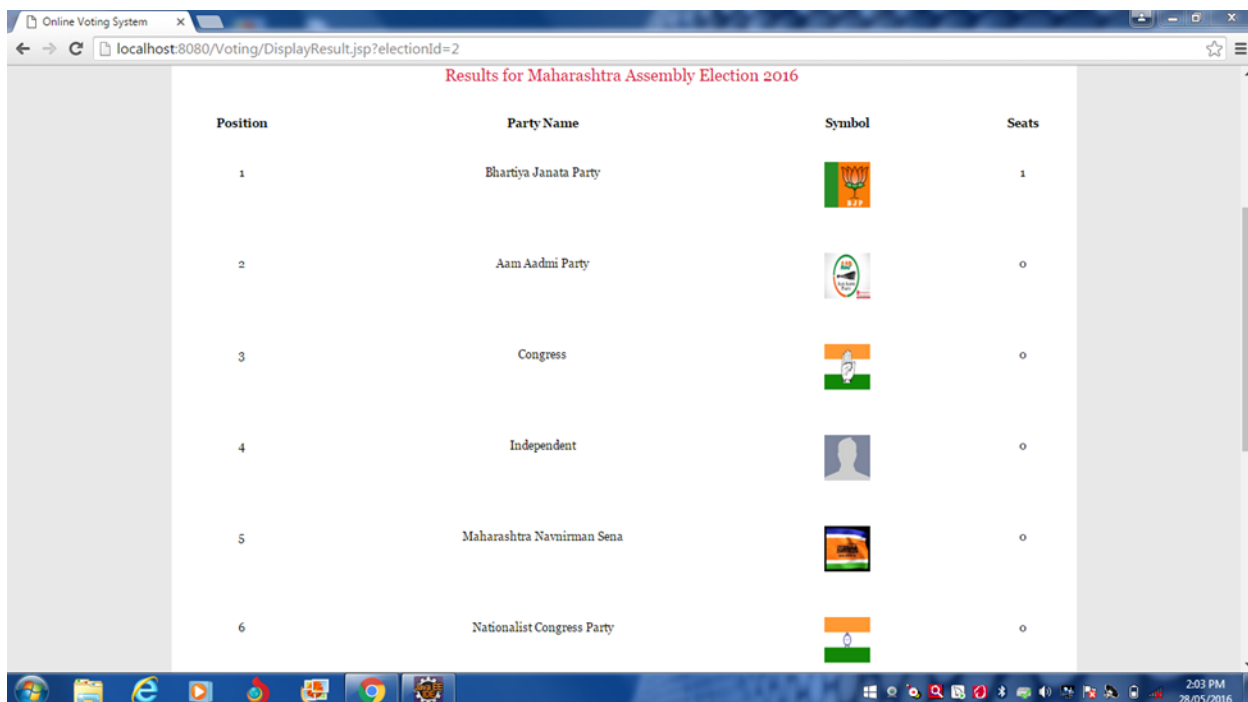 Online Voting System
localhost:8080/Voting/DisplayResult.jsp?electionId=2
Results for Maharashtra Assembly Election 2016
Position Party Name Symbol Seats
1 Bhartiya Janata Party 1
BJP
2 Aam Aadmi Party 0
3 Congress 0
4 Independent 0
5 Maharashtra Navnirman Sena 0
6 Nationalist Congress Party 0
2:03 PM
28/05/2016